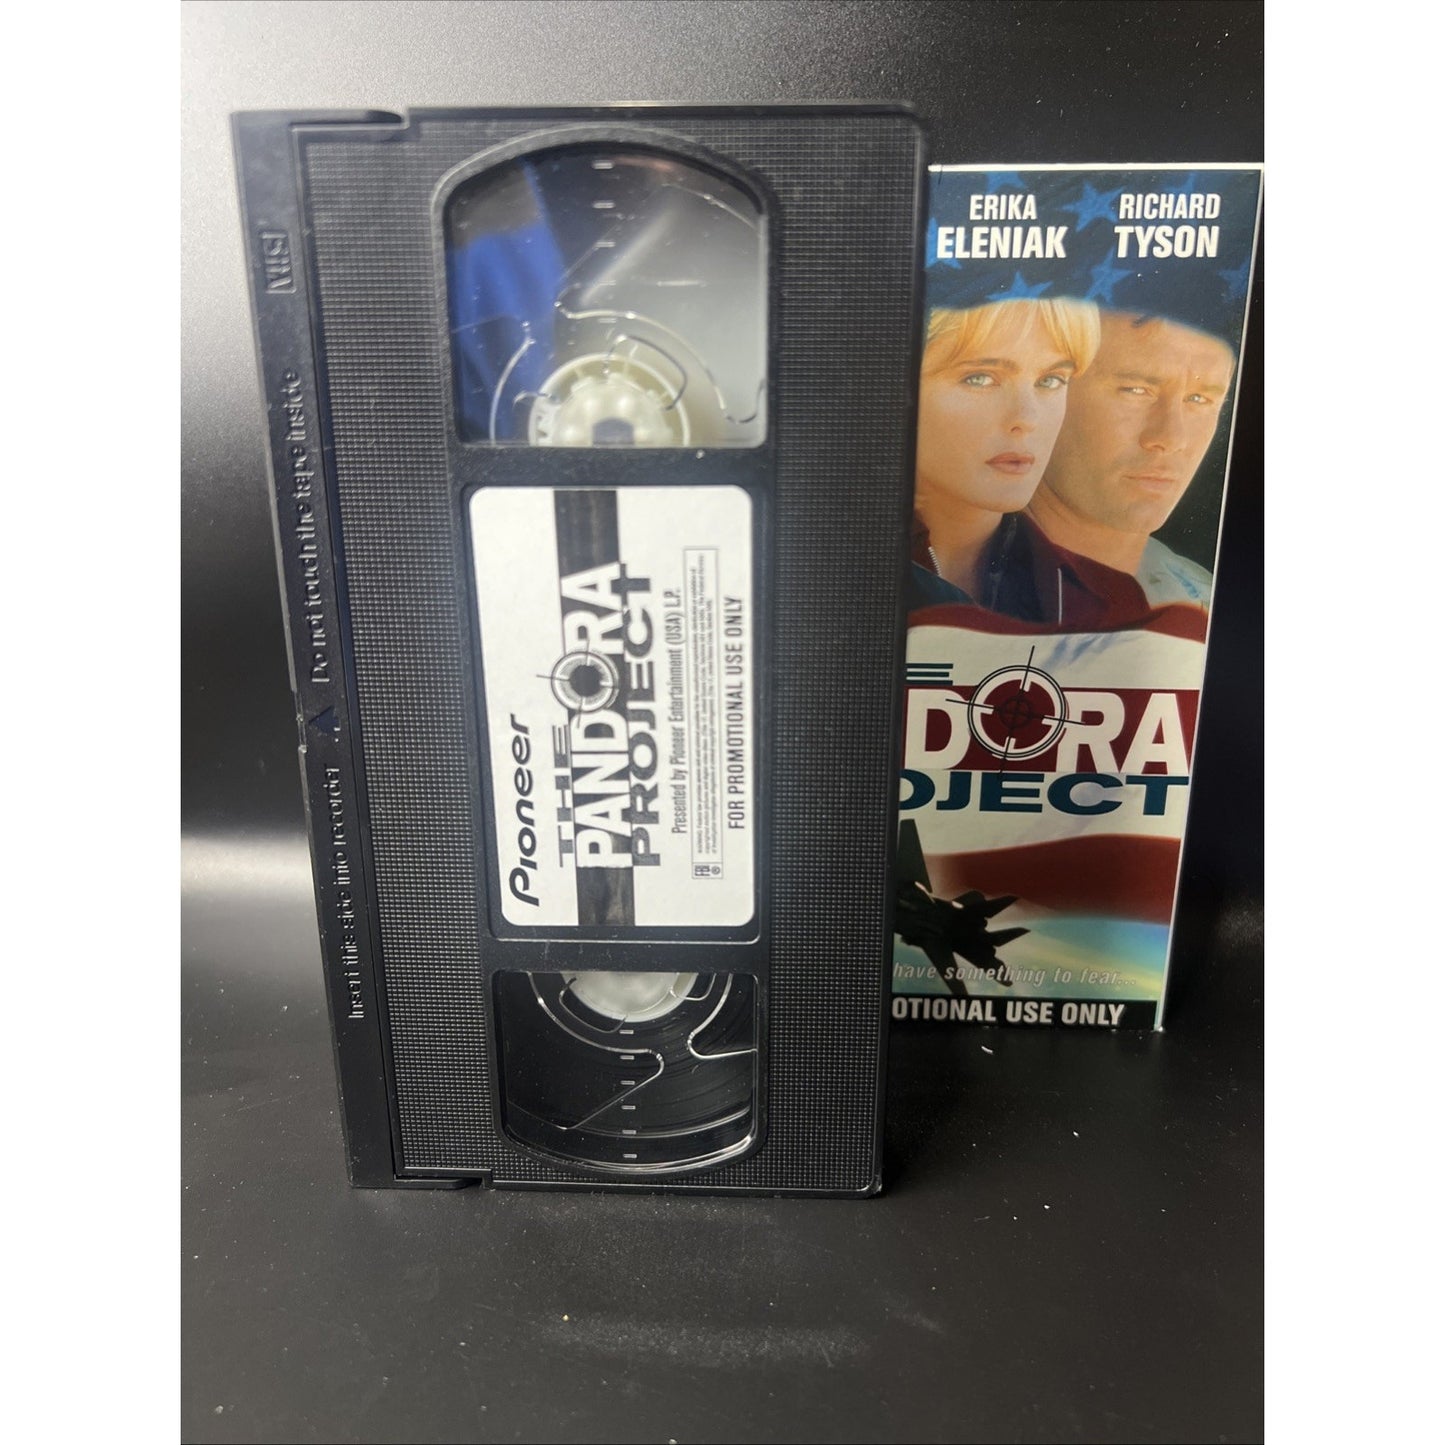 VHS
Do not touch the tape inside
Insert this side into recorder
Pioneer
THE
PANDORA
PROJECT
Presented by Pioneer Entertainment (USA) L.P.
FBI
FOR PROMOTIONAL USE ONLY
ERIKA
ELENIAK
RICHARD
TYSON
E
DORA
OJECT
have something to fear...
OTIONAL USE ONLY